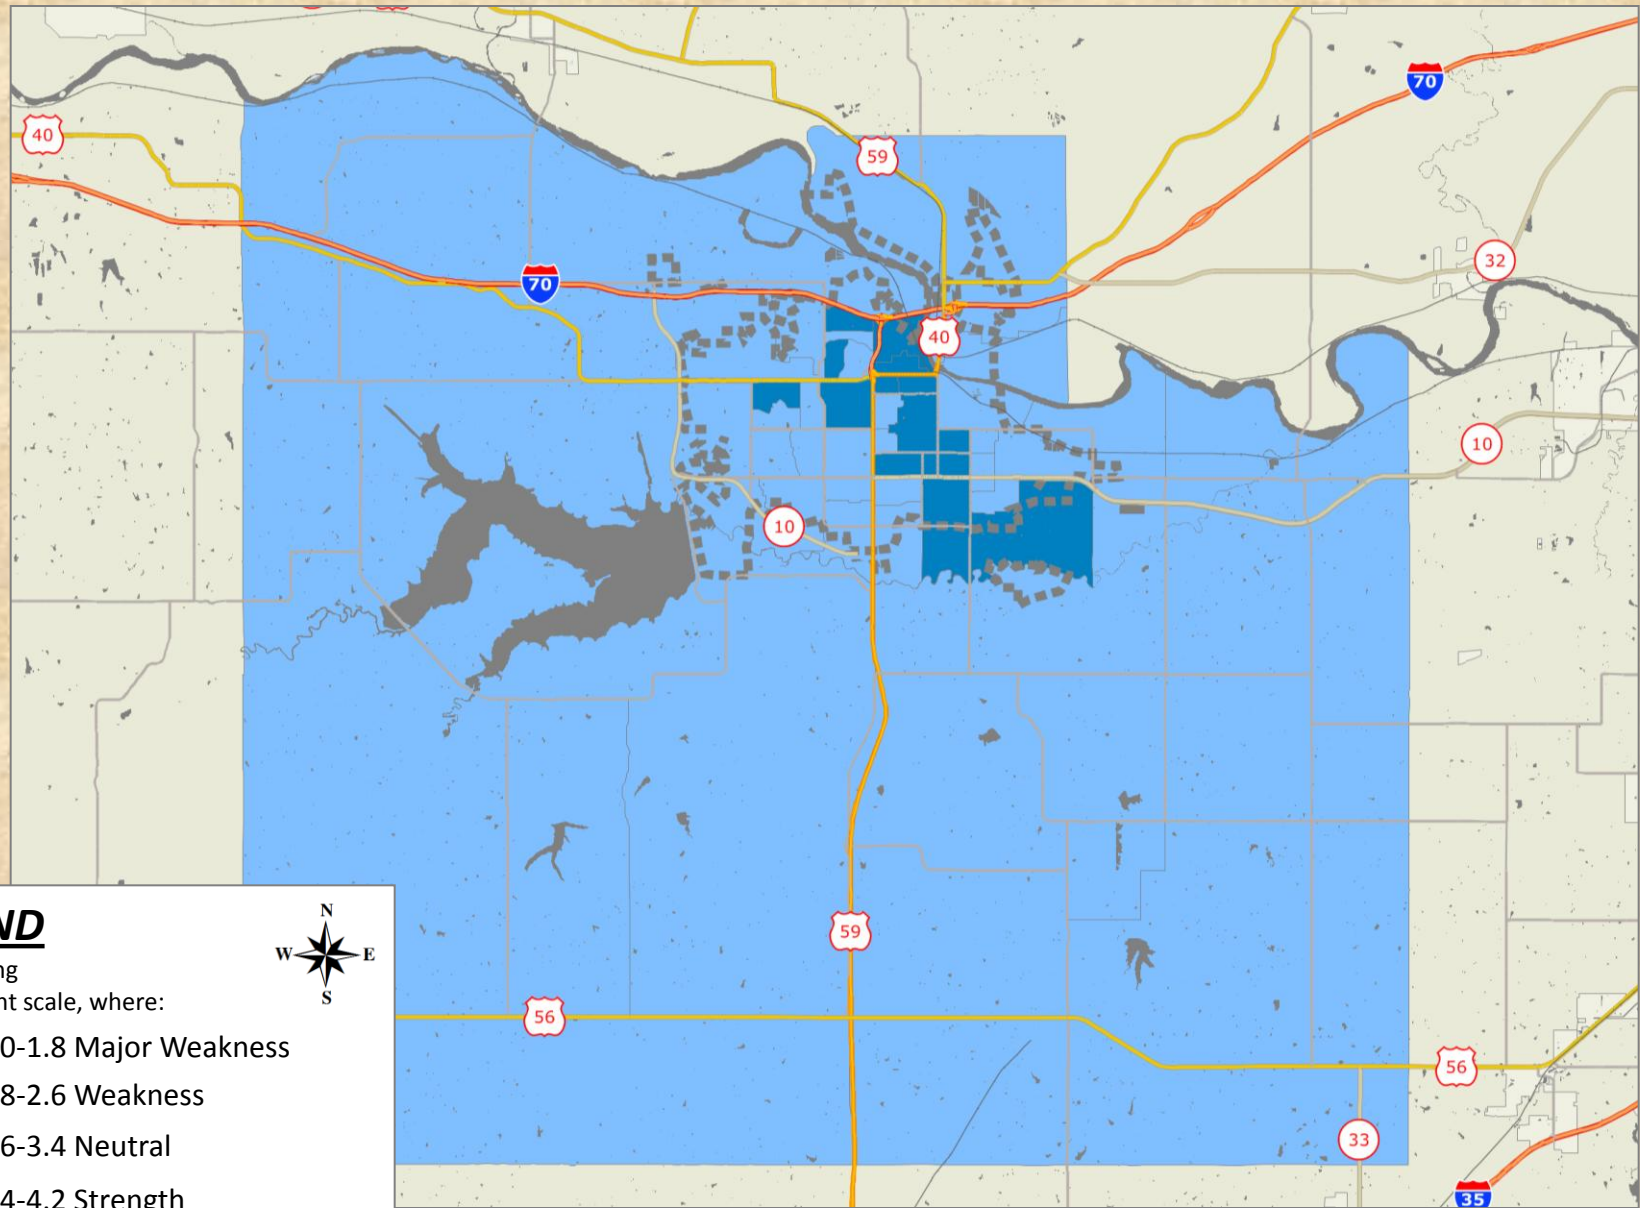 70
40
59
32
70
40
10
10
59
ND
N
W E
S
ng
nt scale, where:
0-1.8 Major Weakness
8-2.6 Weakness
6-3.4 Neutral
4-4.2 Strength
56
56
33
35